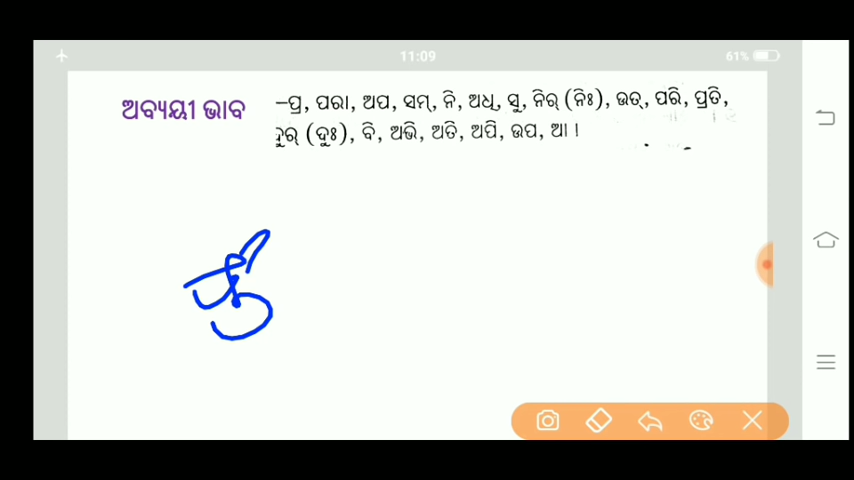 11:09
61%
ଅବ୍ୟୟୀ ଭାବ
–ପ୍ର, ପରା, ଅପ, ସମ୍, ନି, ଅଧି, ସୁ, ନିର୍ (ନିଃ), ଉତ୍, ପରି, ପ୍ରତି,
ଦୁର୍ (ଦୁଃ), ବି, ଅଭି, ଅତି, ଅପି, ଉପ, ଆ ।